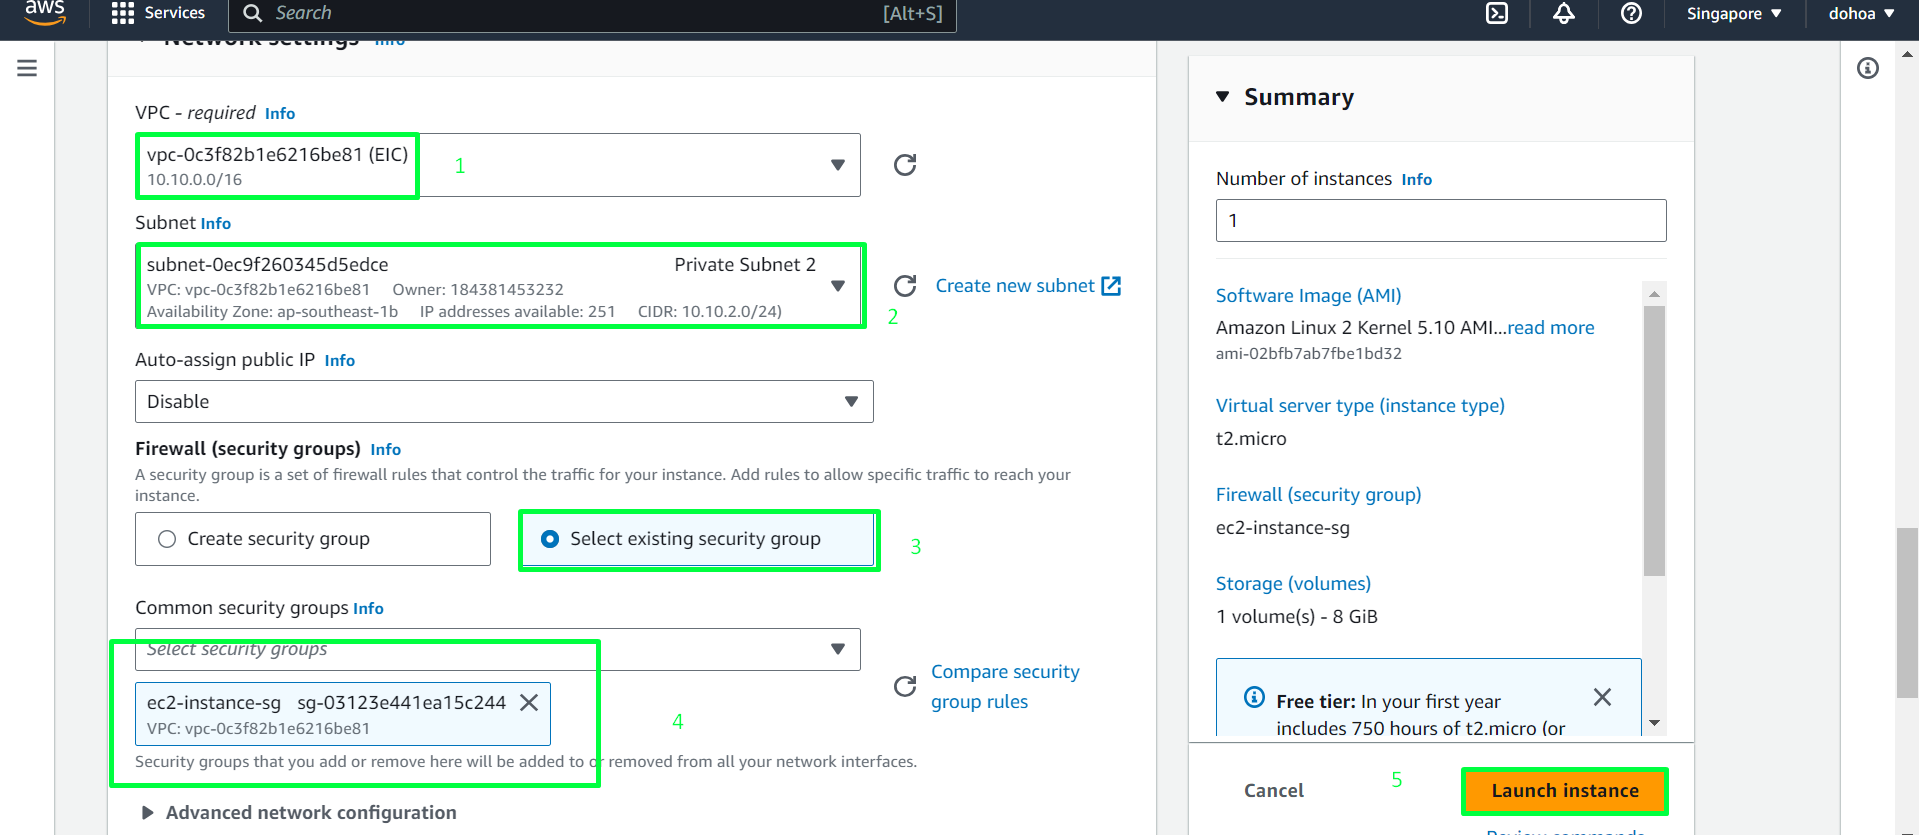 aws
Services
Search
[Alt+S]
Singapore
dohoa
Network settings Info
VPC - required Info
vpc-0c3f82b1e6216be81 (EIC)
10.10.0.0/16
1
Subnet Info
subnet-0ec9f260345d5edce Private Subnet 2
VPC: vpc-0c3f82b1e6216be81 Owner: 184381453232
Availability Zone: ap-southeast-1b IP addresses available: 251 CIDR: 10.10.2.0/24)
Create new subnet
2
Auto-assign public IP Info
Disable
Firewall (security groups) Info
A security group is a set of firewall rules that control the traffic for your instance. Add rules to allow specific traffic to reach your
instance.
Create security group
Select existing security group
3
Common security groups Info
Select security groups
ec2-instance-sg sg-03123e441ea15c244
VPC: vpc-0c3f82b1e6216be81
4
Compare security
group rules
Security groups that you add or remove here will be added to or removed from all your network interfaces.
Advanced network configuration
Summary
Number of instances Info
1
Software Image (AMI)
Amazon Linux 2 Kernel 5.10 AMI...read more
ami-02bfb7ab7fbe1bd32
Virtual server type (instance type)
t2.micro
Firewall (security group)
ec2-instance-sg
Storage (volumes)
1 volume(s) - 8 GiB
Free tier: In your first year
includes 750 hours of t2.micro (or
Cancel
5
Launch instance
Review commands